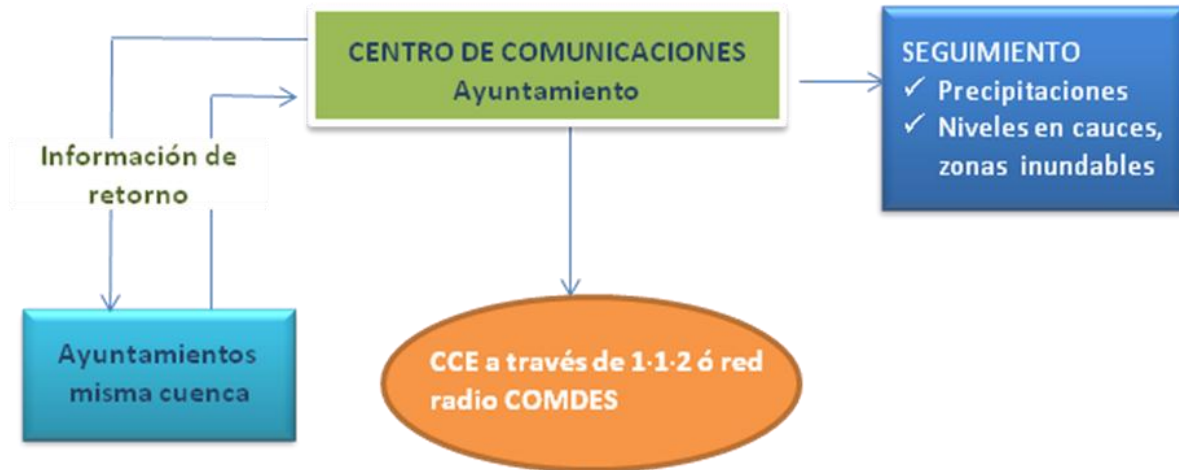 CENTRO DE COMUNICACIONES
Ayuntamiento
SEGUIMIENTO
✓ Precipitaciones
✓ Niveles en cauces,
zonas inundables
Información de
retorno
Ayuntamientos
misma cuenca
CCE a través de 1·1·2 ó red
radio COMDES